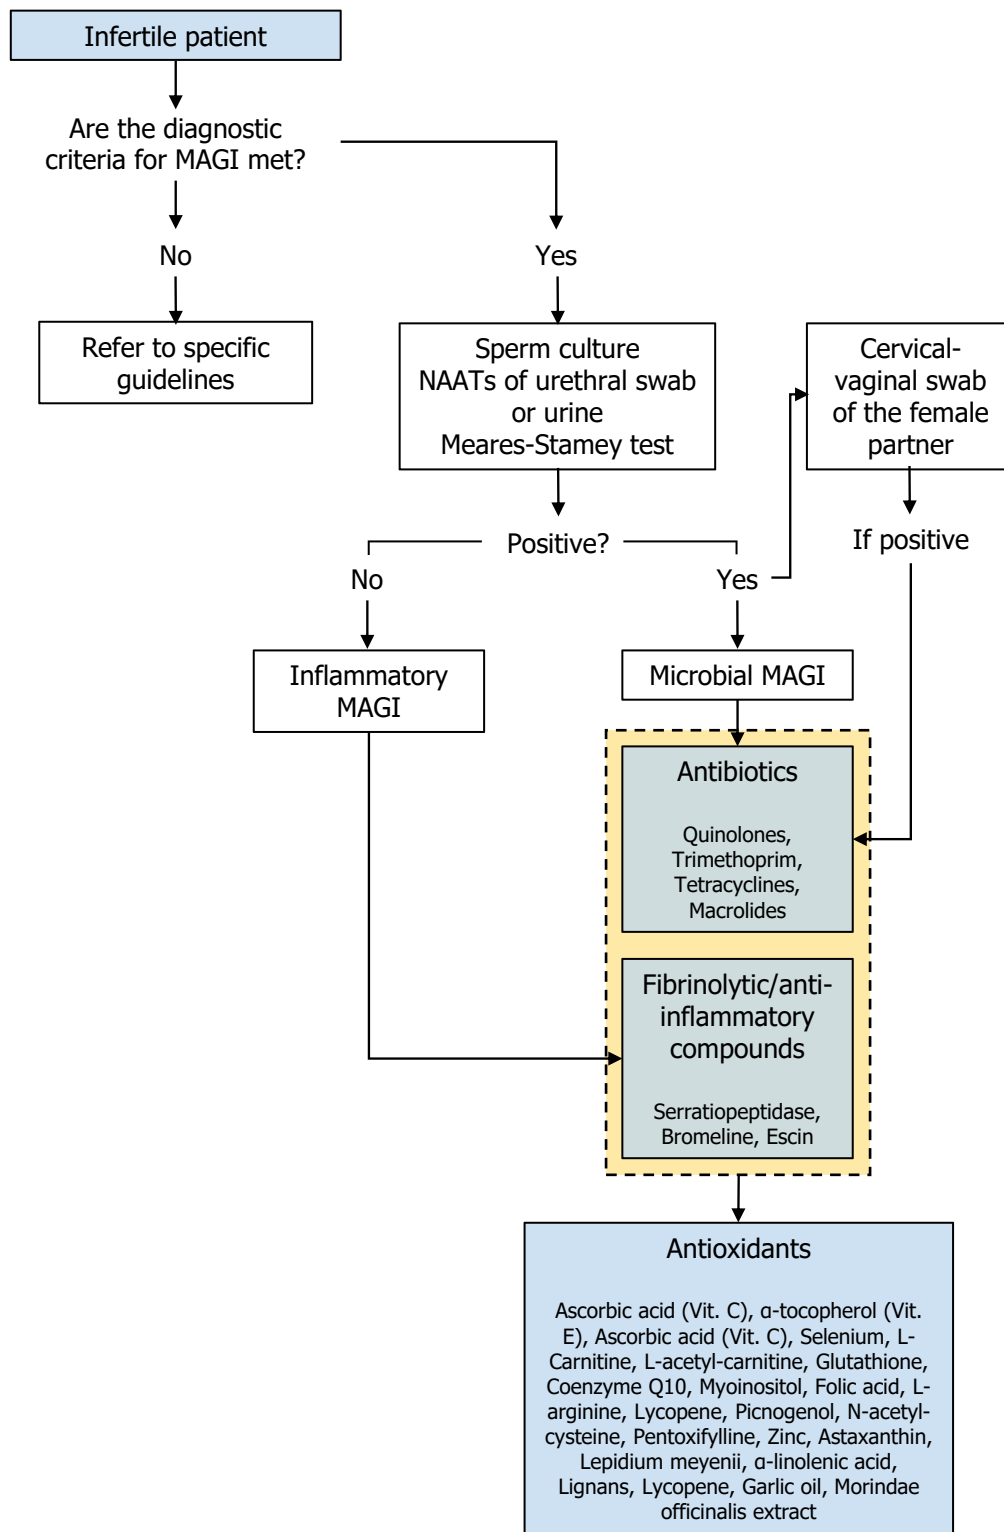 Infertile patient
Are the diagnostic
criteria for MAGI met?
No
Yes
Refer to specific
guidelines
Sperm culture
NAATs of urethral swab
or urine
Meares-Stamey test
Cervical-
vaginal swab
of the female
partner
Positive?
If positive
No
Yes
Inflammatory
MAGI
Microbial MAGI
Antibiotics
Quinolones,
Trimethoprim,
Tetracyclines,
Macrolides
Fibrinolytic/anti-
inflammatory
compounds
Serratiopeptidase,
Bromeline, Escin
Antioxidants
Ascorbic acid (Vit. C), α-tocopherol (Vit.
E), Ascorbic acid (Vit. C), Selenium, L-
Carnitine, L-acetyl-carnitine, Glutathione,
Coenzyme Q10, Myoinositol, Folic acid, L-
arginine, Lycopene, Picnogenol, N-acetyl-
cysteine, Pentoxifylline, Zinc, Astaxanthin,
Lepidium meyenii, α-linolenic acid,
Lignans, Lycopene, Garlic oil, Morindae
officinalis extract